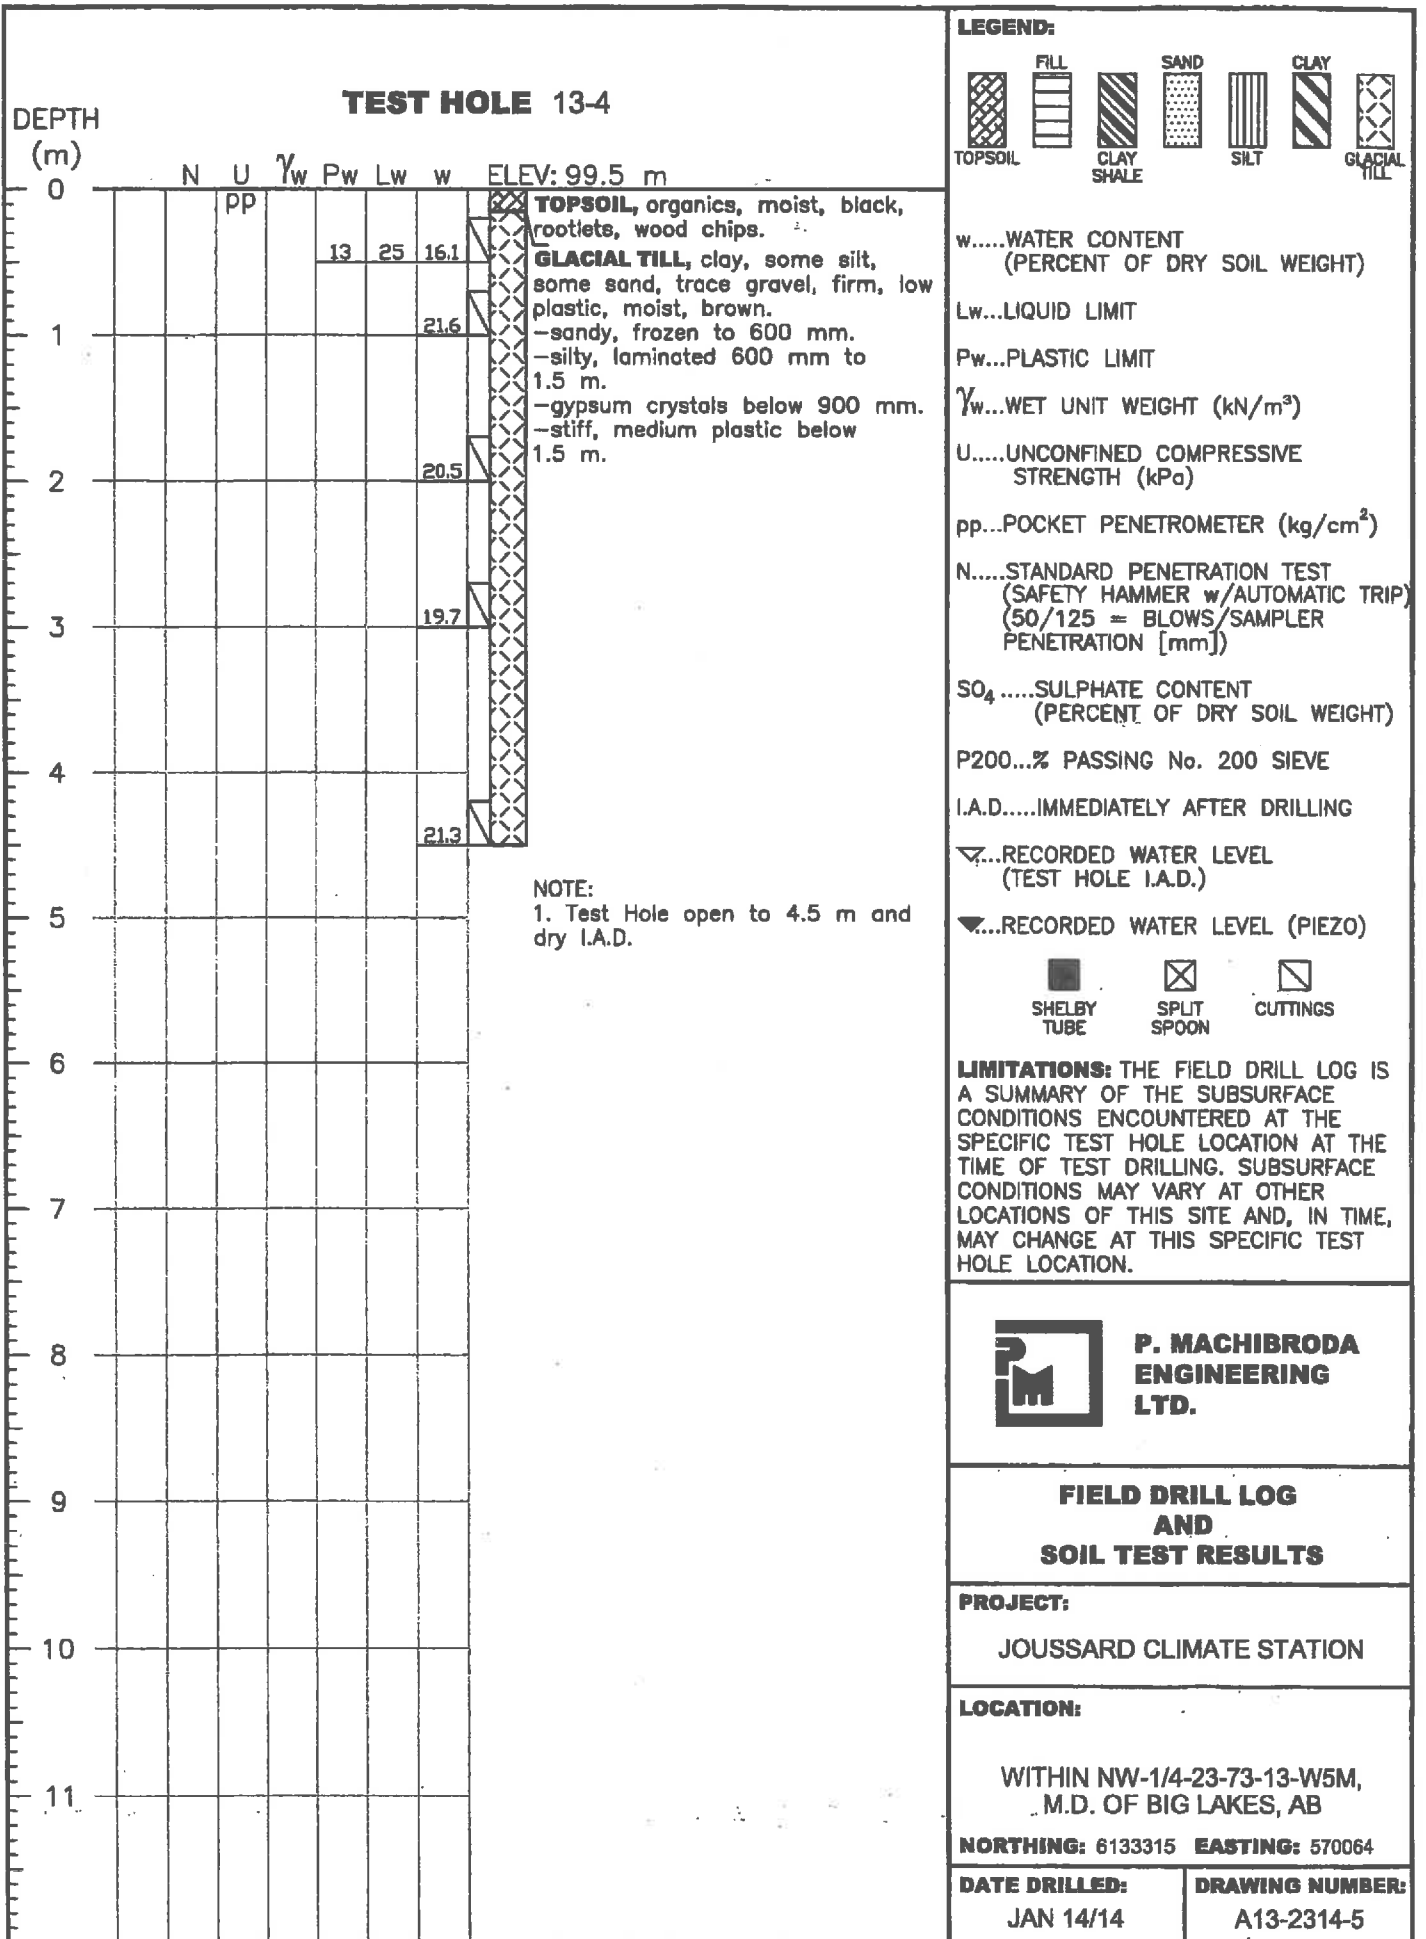 TEST HOLE 13-4
DEPTH
(m)
N U γw Pw Lw w ELEV: 99.5 m
0
pp
TOPSOIL, organics, moist, black,
rootlets, wood chips.
13 25 16.1
GLACIAL TILL, clay, some silt,
some sand, trace gravel, firm, low
plastic, moist, brown.
1
21.6
–sandy, frozen to 600 mm.
–silty, laminated 600 mm to
1.5 m.
–gypsum crystals below 900 mm.
–stiff, medium plastic below
1.5 m.
2
20.5
3
19.7
4
21.3
NOTE:
1. Test Hole open to 4.5 m and
dry I.A.D.
5
6
7
8
9
10
11
LEGEND:
FILL SAND CLAY
TOPSOIL CLAY SHALE SILT GLACIAL TILL
w.....WATER CONTENT
(PERCENT OF DRY SOIL WEIGHT)
Lw...LIQUID LIMIT
Pw...PLASTIC LIMIT
γw...WET UNIT WEIGHT (kN/m³)
U.....UNCONFINED COMPRESSIVE
STRENGTH (kPa)
pp...POCKET PENETROMETER (kg/cm²)
N.....STANDARD PENETRATION TEST
(SAFETY HAMMER w/AUTOMATIC TRIP)
(50/125 = BLOWS/SAMPLER
PENETRATION [mm])
SO₄.....SULPHATE CONTENT
(PERCENT OF DRY SOIL WEIGHT)
P200...% PASSING No. 200 SIEVE
I.A.D.....IMMEDIATELY AFTER DRILLING
...RECORDED WATER LEVEL
(TEST HOLE I.A.D.)
...RECORDED WATER LEVEL (PIEZO)
SHELBY TUBE SPLIT SPOON CUTTINGS
LIMITATIONS: THE FIELD DRILL LOG IS
A SUMMARY OF THE SUBSURFACE
CONDITIONS ENCOUNTERED AT THE
SPECIFIC TEST HOLE LOCATION AT THE
TIME OF TEST DRILLING. SUBSURFACE
CONDITIONS MAY VARY AT OTHER
LOCATIONS OF THIS SITE AND, IN TIME,
MAY CHANGE AT THIS SPECIFIC TEST
HOLE LOCATION.
PM
P. MACHIBRODA
ENGINEERING
LTD.
FIELD DRILL LOG
AND
SOIL TEST RESULTS
PROJECT:
JOUSSARD CLIMATE STATION
LOCATION:
WITHIN NW-1/4-23-73-13-W5M,
M.D. OF BIG LAKES, AB
NORTHING: 6133315 EASTING: 570064
DATE DRILLED: DRAWING NUMBER:
JAN 14/14 A13-2314-5